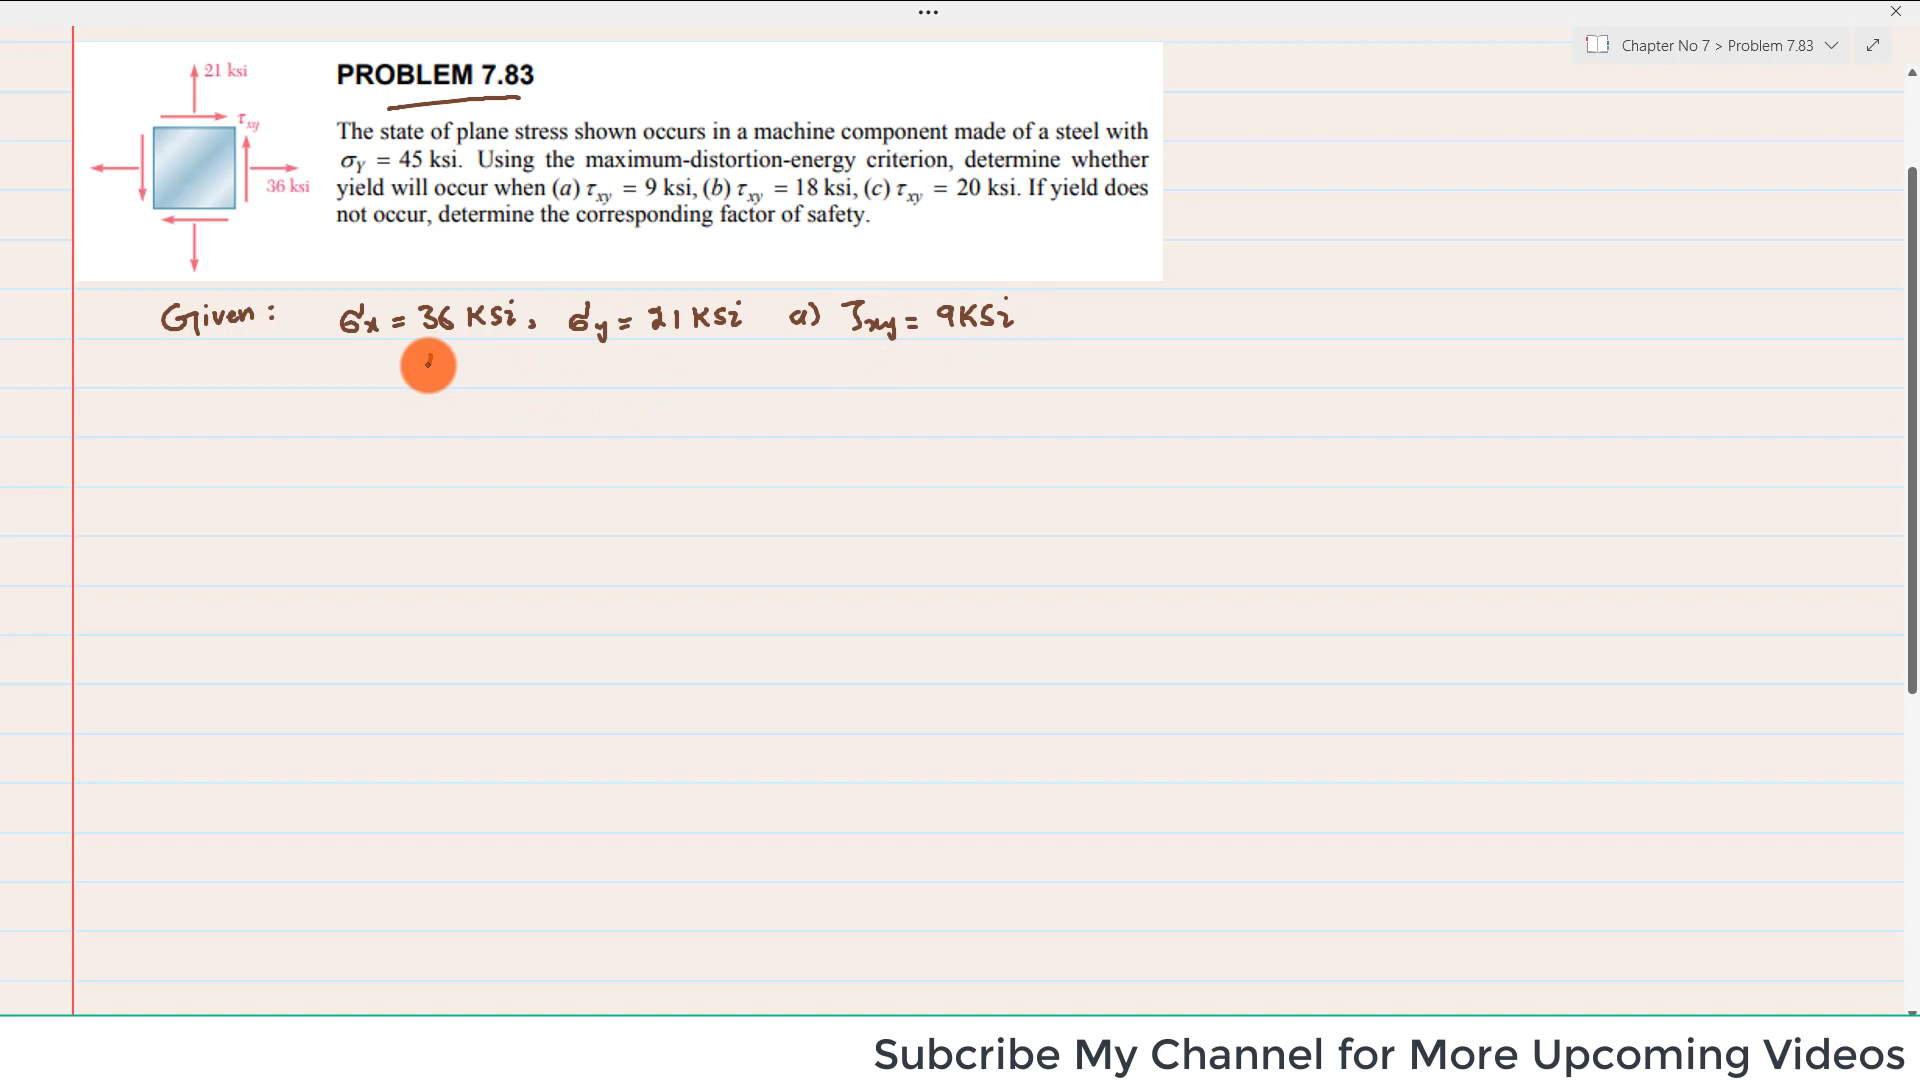 ...
Chapter No 7 > Problem 7.83
21 ksi
τxy
36 ksi
PROBLEM 7.83
The state of plane stress shown occurs in a machine component made of a steel with
σY = 45 ksi. Using the maximum-distortion-energy criterion, determine whether
yield will occur when (a) τxy = 9 ksi, (b) τxy = 18 ksi, (c) τxy = 20 ksi. If yield does
not occur, determine the corresponding factor of safety.
Given : σx = 36 KSi, σy = 21 KSi a) τxy = 9KSi
Subcribe My Channel for More Upcoming Videos